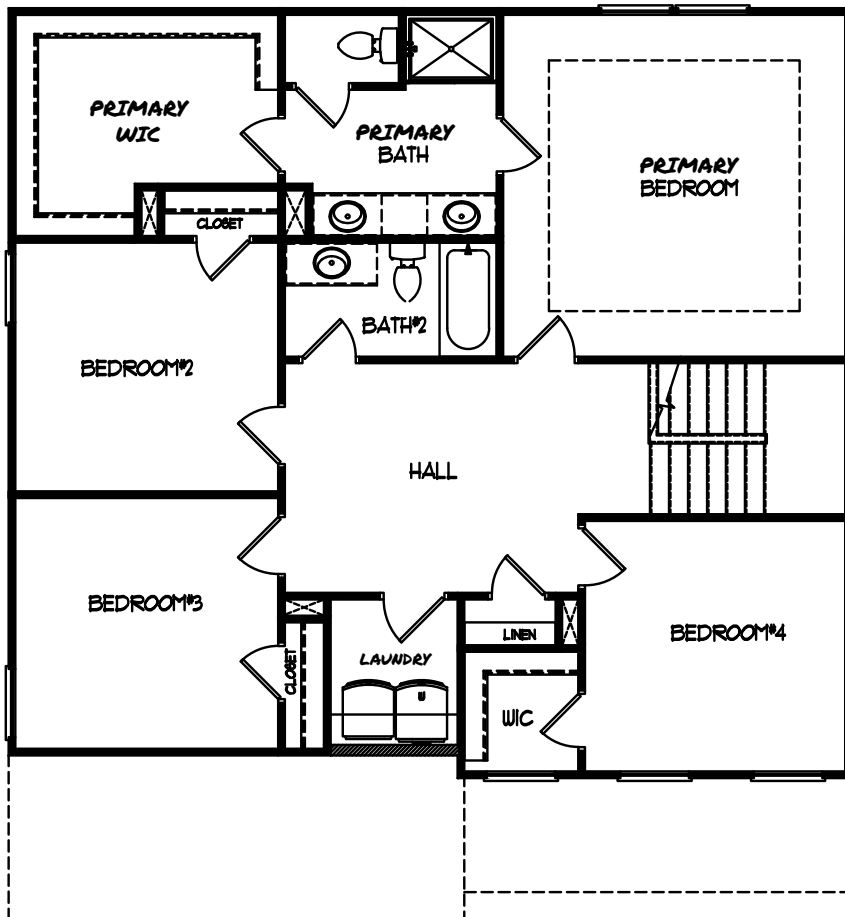 PRIMARY
WIC
PRIMARY
BATH
PRIMARY
BEDROOM
CLOSET
BATH#2
BEDROOM#2
HALL
BEDROOM#3
CLOSET
LAUNDRY
W
LINEN
BEDROOM#4
WIC